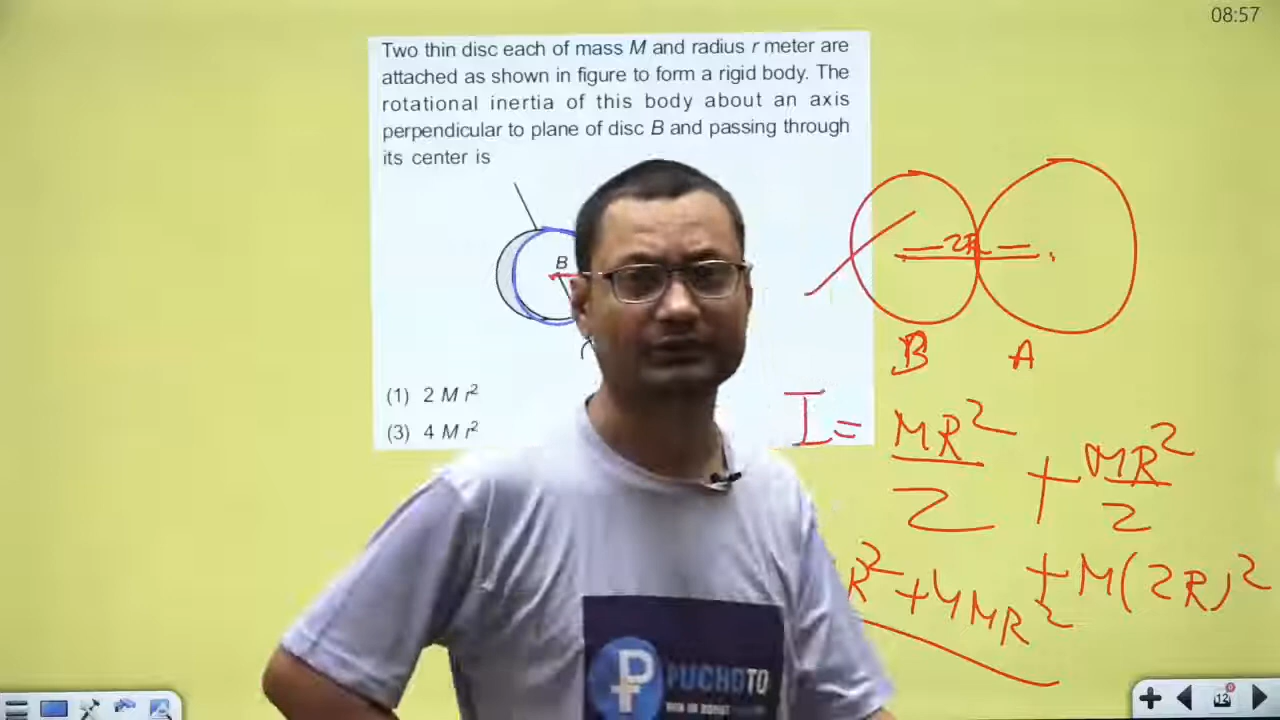 08:57
Two thin disc each of mass M and radius r meter are
attached as shown in figure to form a rigid body. The
rotational inertia of this body about an axis
perpendicular to plane of disc B and passing through
its center is
B
2R
B A
(1) 2 M r²
(3) 4 M r²
I = MR²/2 + MR²/2
+ M(2R)²
R² + 4MR²
PUCHOTO
12